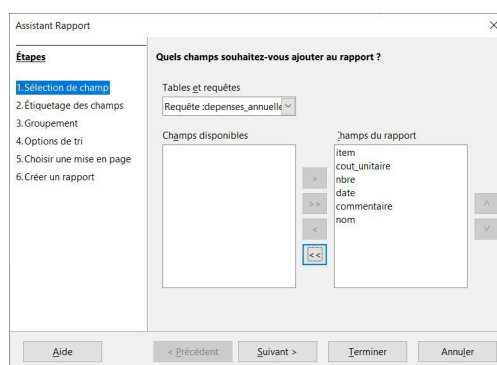 Assistant Rapport
Étapes
1.Sélection de champ
2.Étiquetage des champs
3.Groupement
4.Options de tri
5.Choisir une mise en page
6.Créer un rapport
Quels champs souhaitez-vous ajouter au rapport ?
Tables et requêtes
Requête :depenses_annuelle
Champs disponibles
hamps du rapport
item
cout_unitaire
nbre
date
commentaire
nom
>
>>
<
<<
Aide
< Précédent
Suivant >
Terminer
Annuler